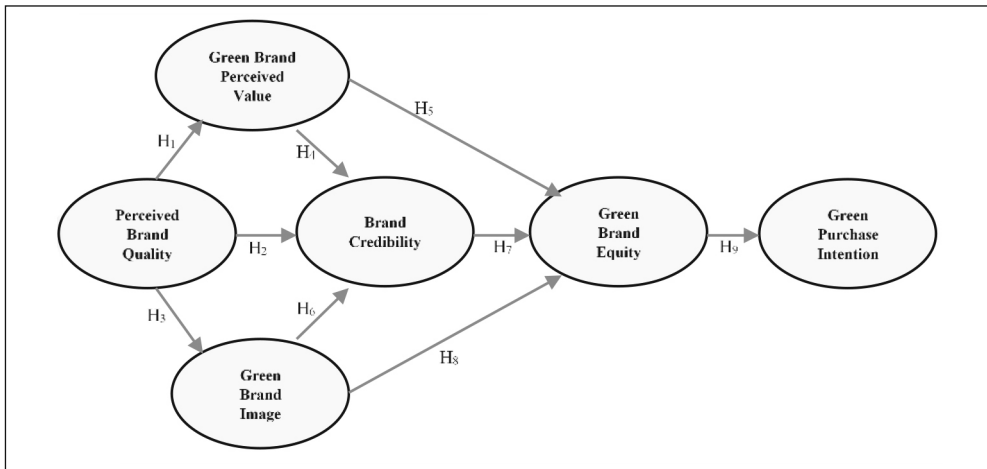 Green Brand
Perceived
Value
H5
H1
H4
Perceived
Brand
Quality
Brand
Credibility
Green
Brand
Equity
Green
Purchase
Intention
H2
H7
H9
H3
H6
H8
Green
Brand
Image